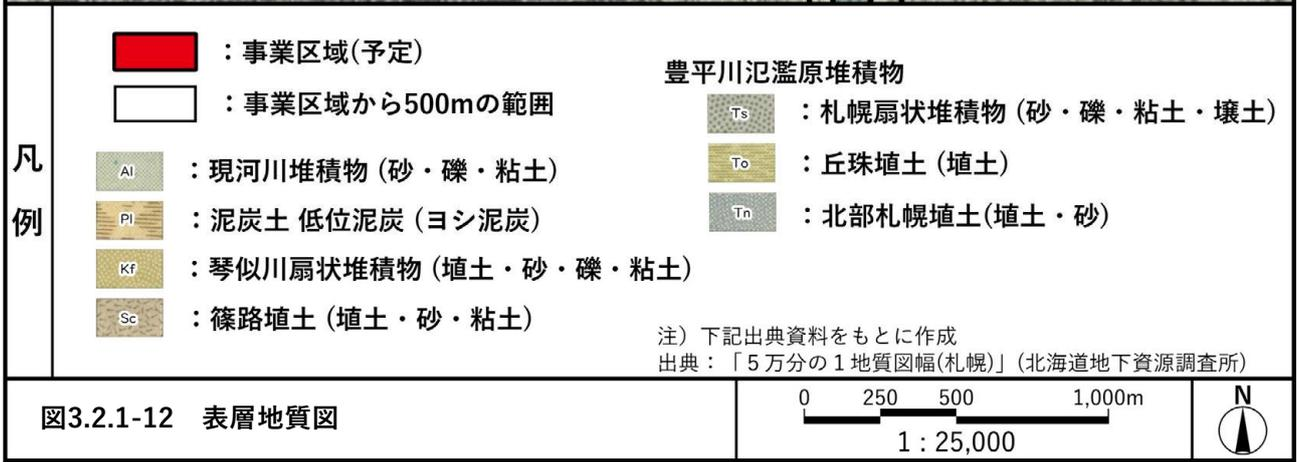 凡例
：事業区域(予定)
：事業区域から500mの範囲
Al ：現河川堆積物 (砂・礫・粘土)
Pl ：泥炭土 低位泥炭 (ヨシ泥炭)
Kf ：琴似川扇状堆積物 (埴土・砂・礫・粘土)
Sc ：篠路埴土 (埴土・砂・粘土)
豊平川氾濫原堆積物
Ts ：札幌扇状堆積物 (砂・礫・粘土・壌土)
To ：丘珠埴土 (埴土)
Tn ：北部札幌埴土(埴土・砂)
注）下記出典資料をもとに作成
出典：「５万分の１地質図幅(札幌)」(北海道地下資源調査所)
図3.2.1-12 表層地質図
0 250 500 1,000m
1：25,000
N